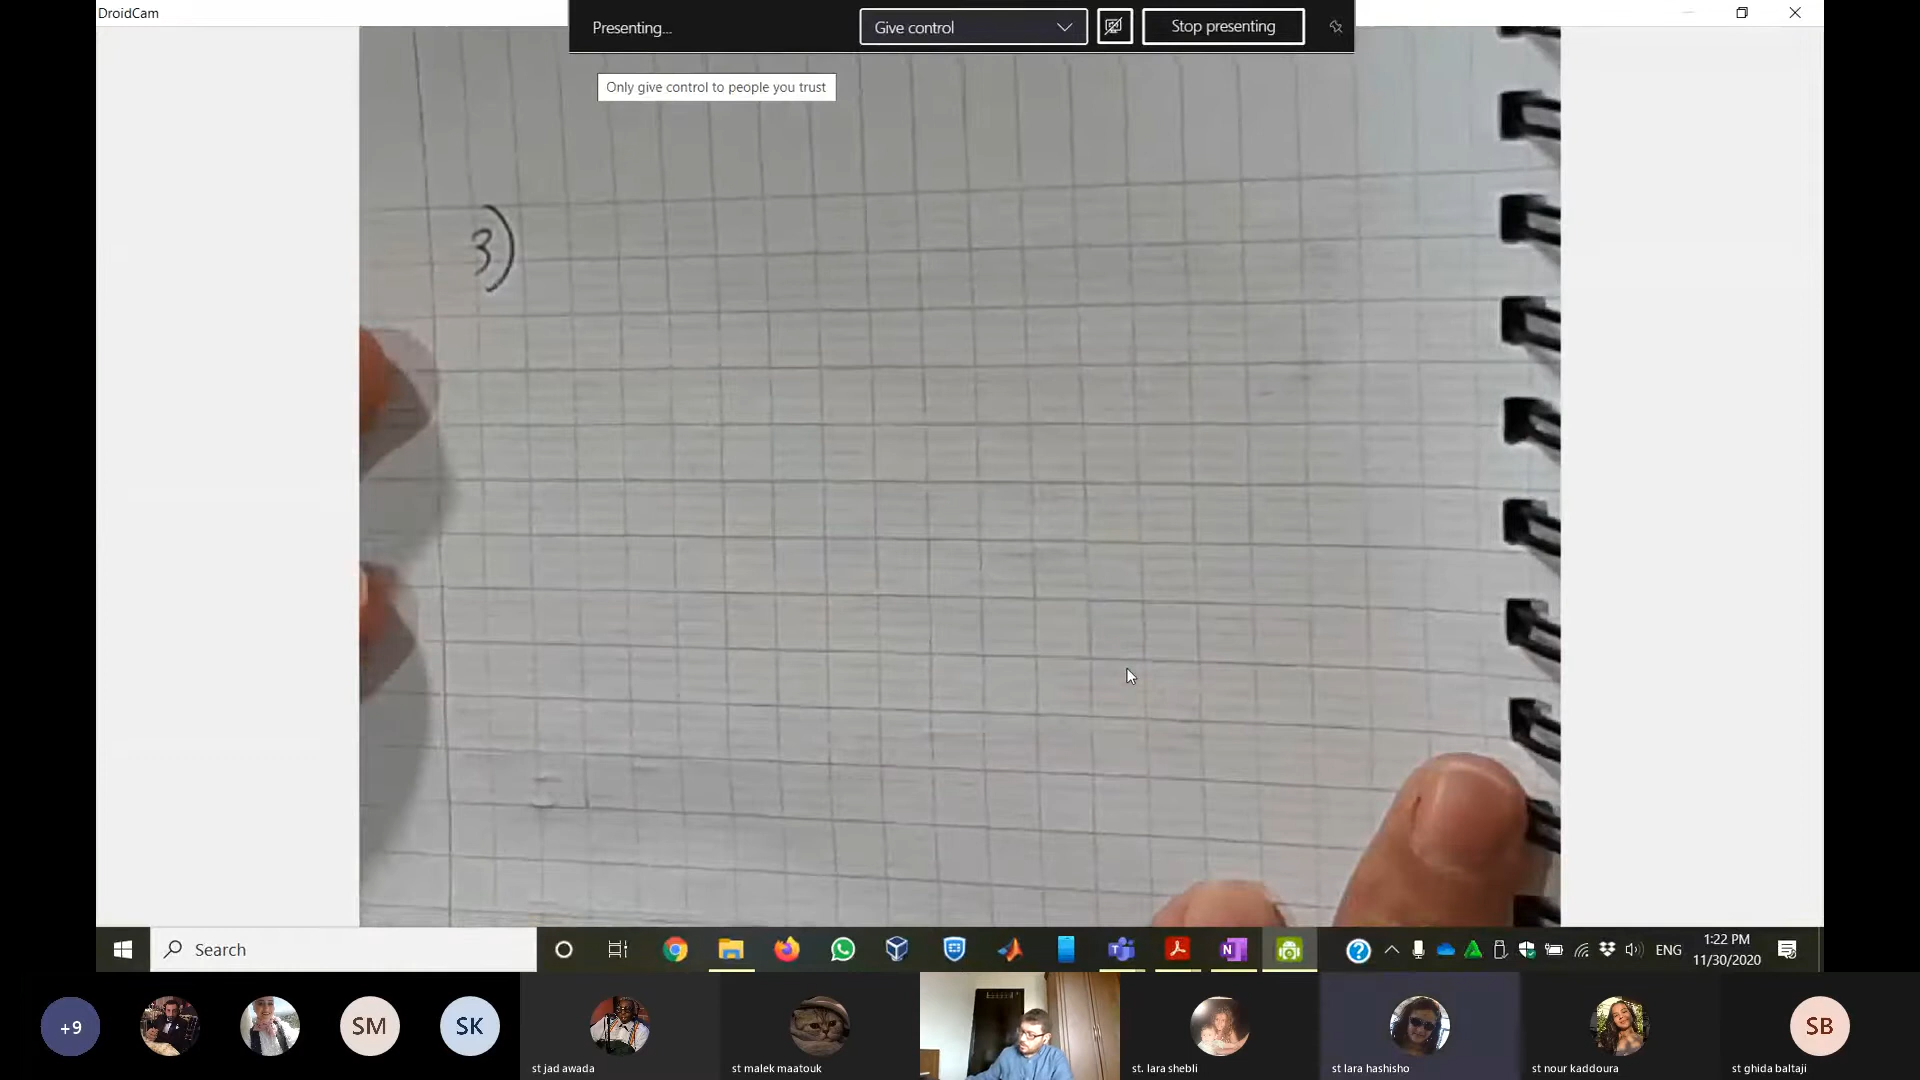 DroidCam
Presenting...
Give control
Stop presenting
Only give control to people you trust
3)
Search
ENG
1:22 PM
11/30/2020
+9
SM
SK
st jad awada
st malek maatouk
st. lara shebli
st lara hashisho
st nour kaddoura
SB
st ghida baltaji